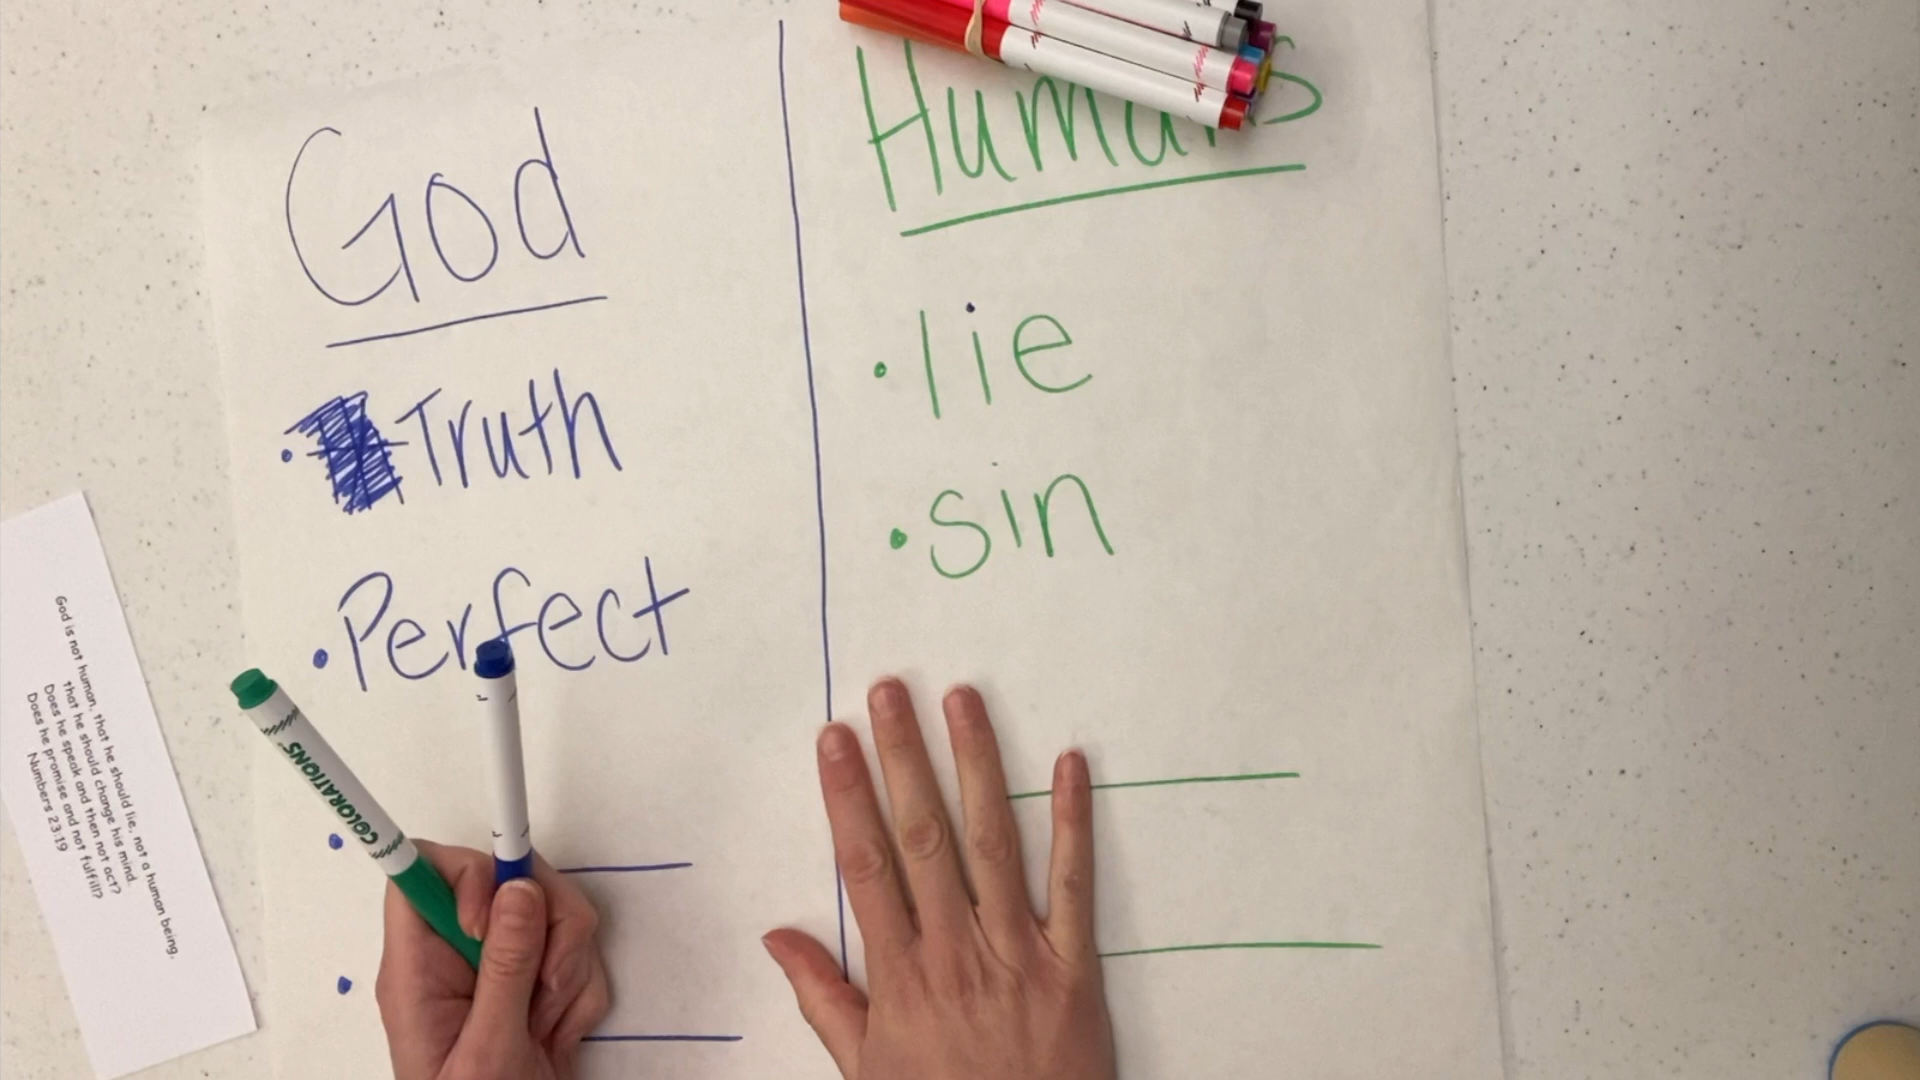 God
• Truth
• Perfect
Humans
• lie
• sin
COLORATIONS
God is not human, that he should lie, not a human being,
that he should change his mind.
Does he speak and then not act?
Does he promise and not fulfill?
Numbers 23:19